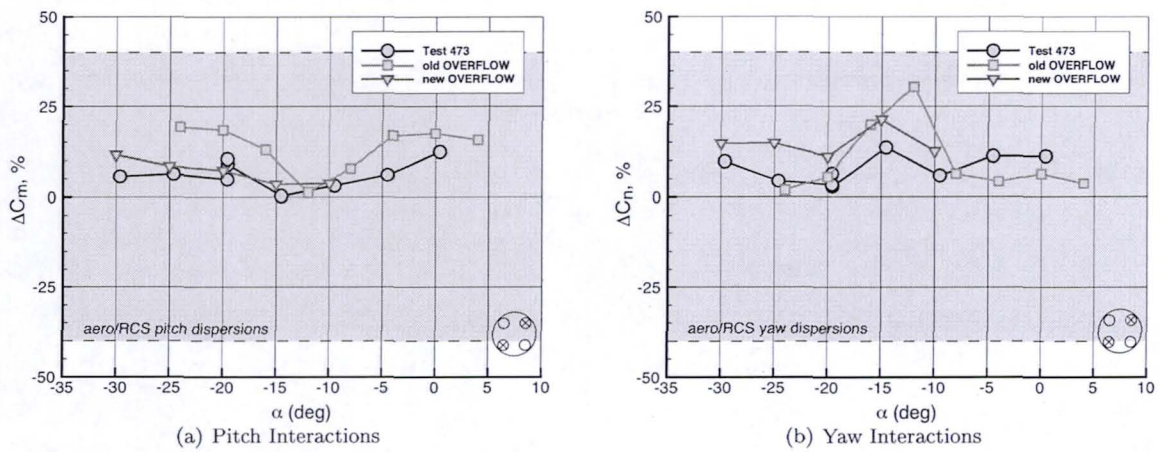 50
25
0
-25
-50
ΔCm, %
Test 473
old OVERFLOW
new OVERFLOW
aero/RCS pitch dispersions
-35 -30 -25 -20 -15 -10 -5 0 5 10
α (deg)
(a) Pitch Interactions
50
25
0
-25
-50
ΔCn, %
Test 473
old OVERFLOW
new OVERFLOW
aero/RCS yaw dispersions
-35 -30 -25 -20 -15 -10 -5 0 5 10
α (deg)
(b) Yaw Interactions